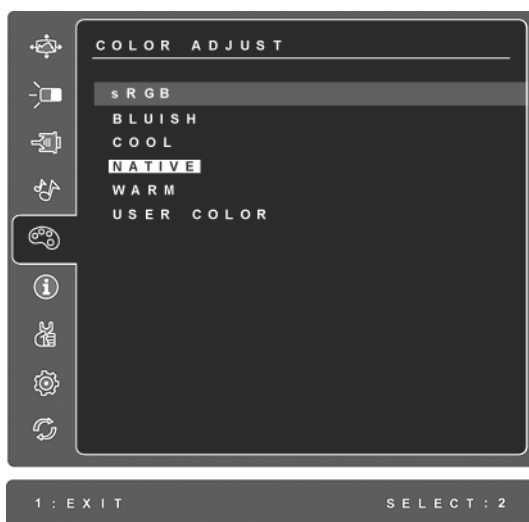 COLOR ADJUST
sRGB
BLUISH
COOL
NATIVE
WARM
USER COLOR
1:EXIT SELECT:2